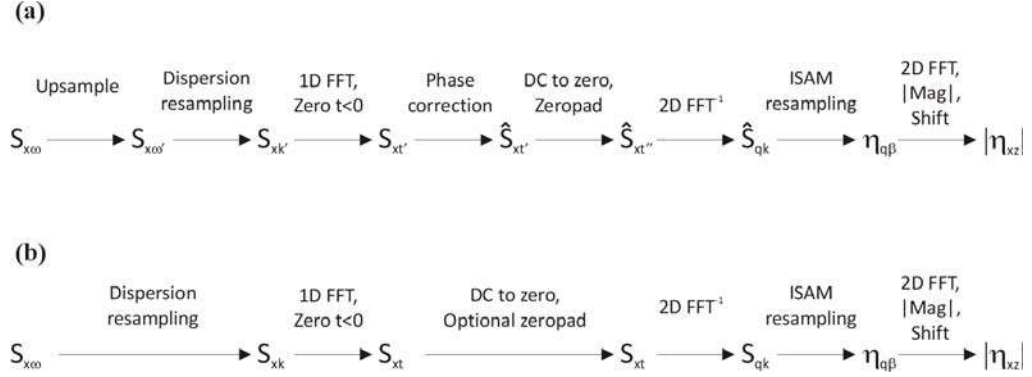 (a)
Upsample
Dispersion
resampling
1D FFT,
Zero t<0
Phase
correction
DC to zero,
Zeropad
2D FFT⁻¹
ISAM
resampling
2D FFT,
|Mag|,
Shift
Sxω Sxω′ Sxk′ Sxt′ Ŝxt′ Ŝxt″ Ŝqk ηqβ |ηxz|
(b)
Dispersion
resampling
1D FFT,
Zero t<0
DC to zero,
Optional zeropad
2D FFT⁻¹
ISAM
resampling
2D FFT,
|Mag|,
Shift
Sxω Sxk Sxt Sxt Sqk ηqβ |ηxz|